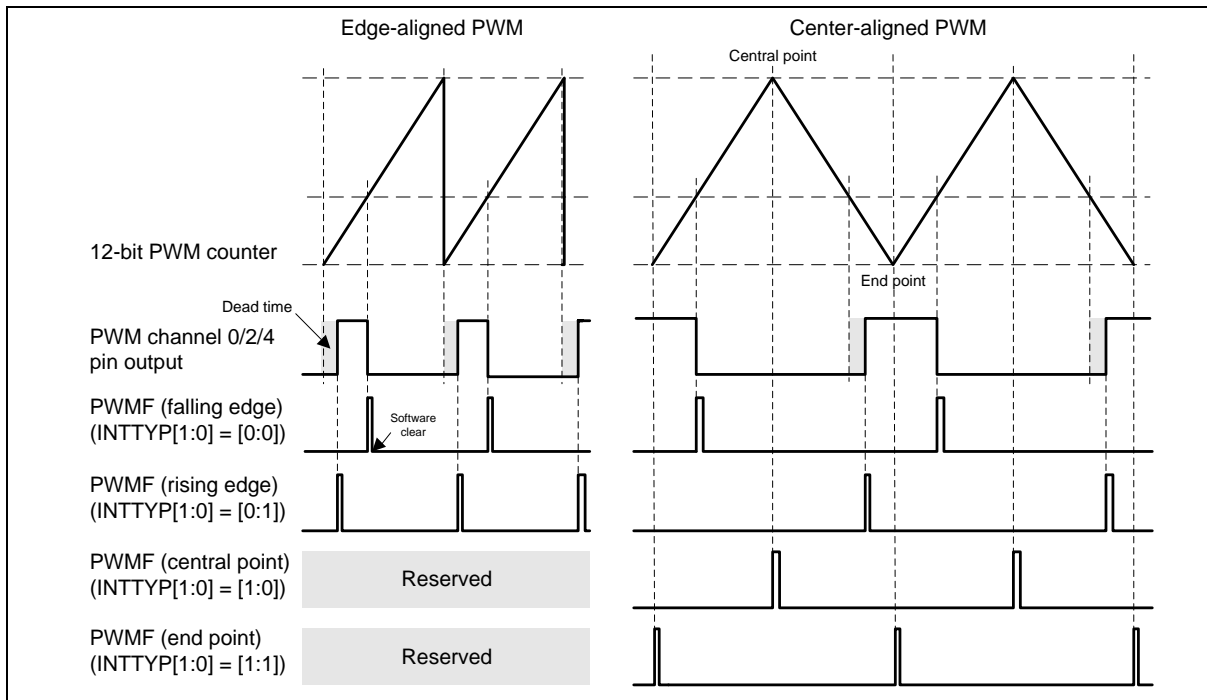 Edge-aligned PWM
Center-aligned PWM
Central point
12-bit PWM counter
End point
Dead time
PWM channel 0/2/4
pin output
PWMF (falling edge)
(INTTYP[1:0] = [0:0])
Software
clear
PWMF (rising edge)
(INTTYP[1:0] = [0:1])
PWMF (central point)
(INTTYP[1:0] = [1:0])
Reserved
PWMF (end point)
(INTTYP[1:0] = [1:1])
Reserved